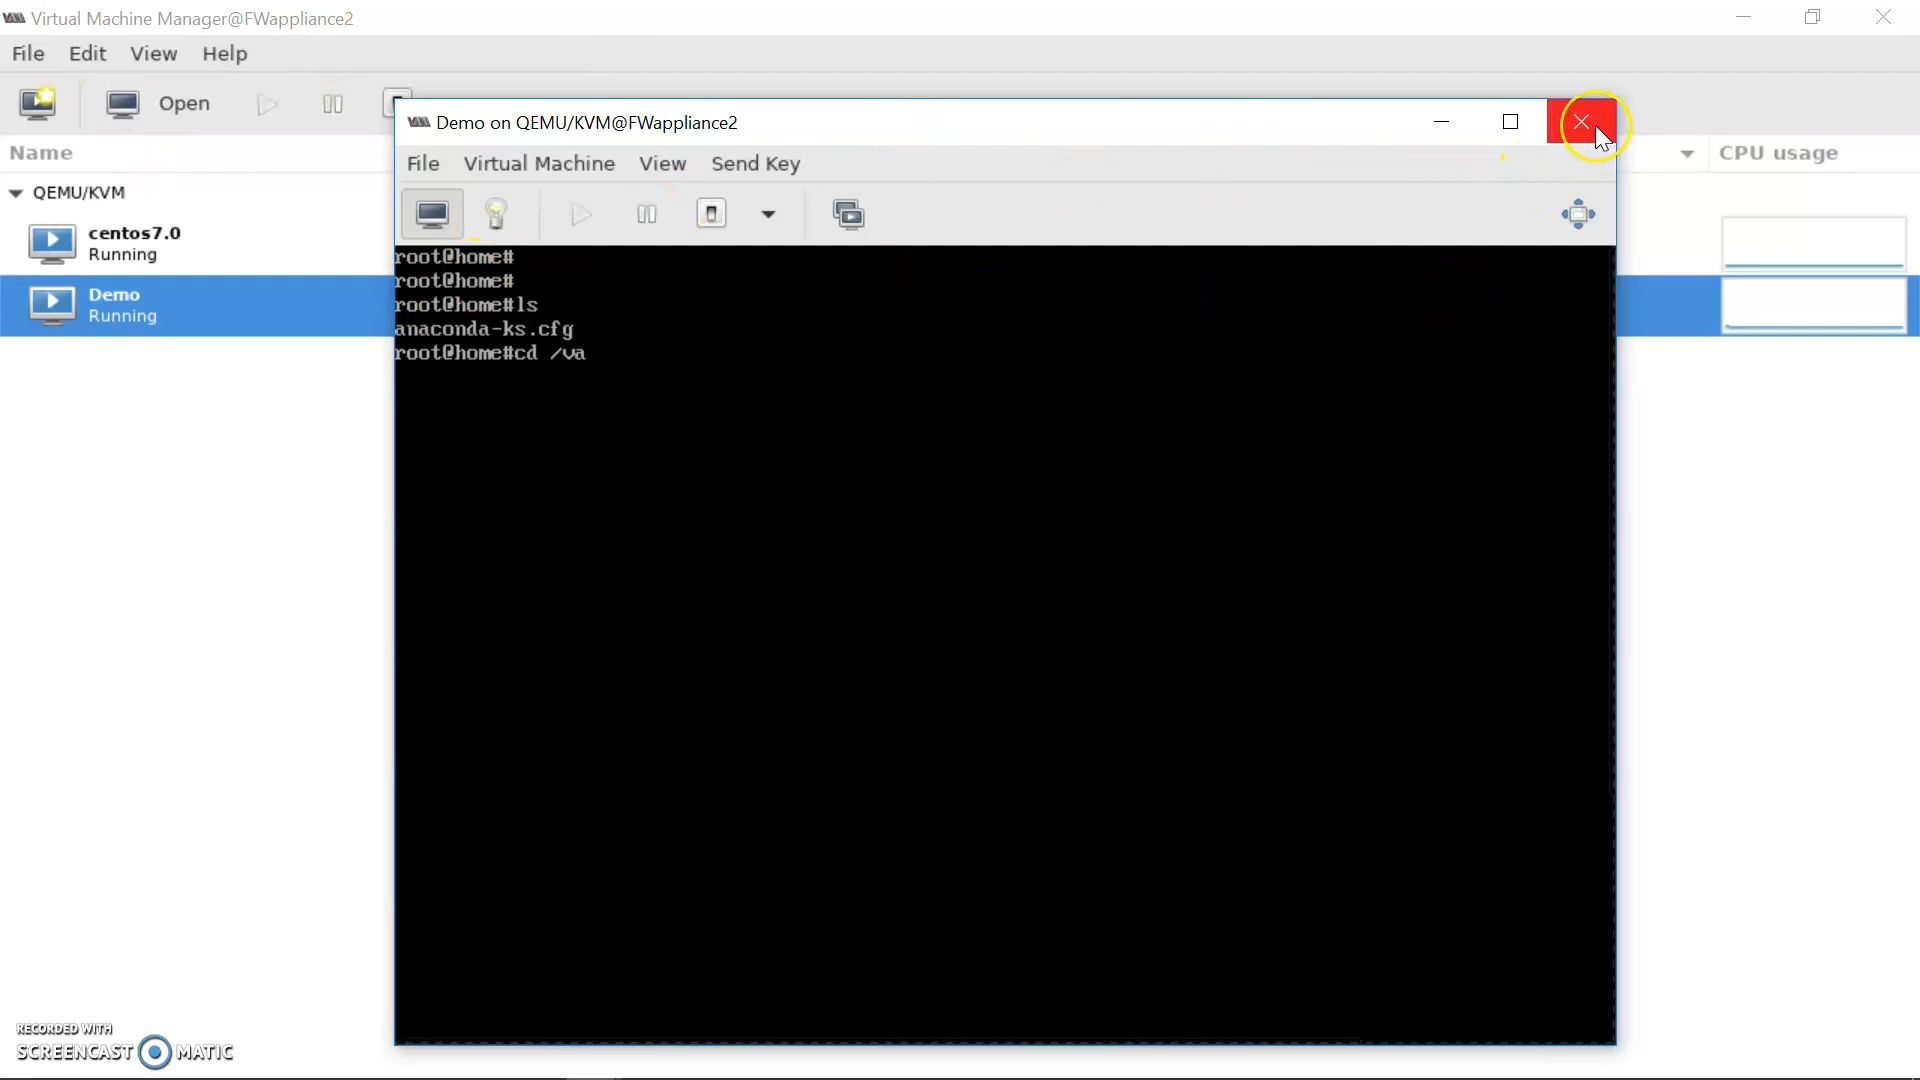 Virtual Machine Manager@FWappliance2
File Edit View Help
Open
Demo on QEMU/KVM@FWappliance2
File Virtual Machine View Send Key
Name
CPU usage
QEMU/KVM
centos7.0
Running
Demo
Running
root@home#
root@home#
root@home#ls
anaconda-ks.cfg
root@home#cd /va
RECORDED WITH
SCREENCAST MATIC